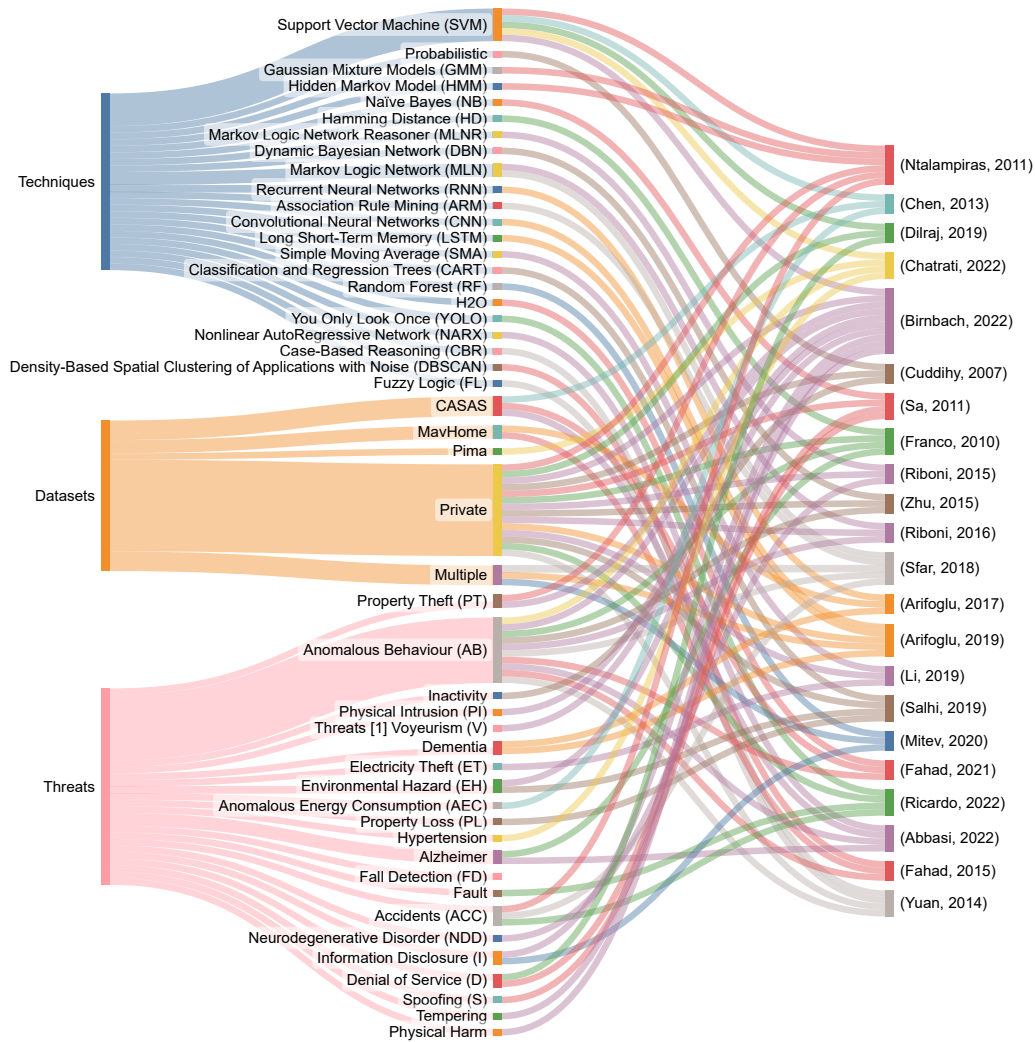 Techniques
Datasets
Threats
Support Vector Machine (SVM)
Probabilistic
Gaussian Mixture Models (GMM)
Hidden Markov Model (HMM)
Naïve Bayes (NB)
Hamming Distance (HD)
Markov Logic Network Reasoner (MLNR)
Dynamic Bayesian Network (DBN)
Markov Logic Network (MLN)
Recurrent Neural Networks (RNN)
Association Rule Mining (ARM)
Convolutional Neural Networks (CNN)
Long Short-Term Memory (LSTM)
Simple Moving Average (SMA)
Classification and Regression Trees (CART)
Random Forest (RF)
H2O
You Only Look Once (YOLO)
Nonlinear AutoRegressive Network (NARX)
Case-Based Reasoning (CBR)
Density-Based Spatial Clustering of Applications with Noise (DBSCAN)
Fuzzy Logic (FL)
CASAS
MavHome
Pima
Private
Multiple
Property Theft (PT)
Anomalous Behaviour (AB)
Inactivity
Physical Intrusion (PI)
Threats [1] Voyeurism (V)
Dementia
Electricity Theft (ET)
Environmental Hazard (EH)
Anomalous Energy Consumption (AEC)
Property Loss (PL)
Hypertension
Alzheimer
Fall Detection (FD)
Fault
Accidents (ACC)
Neurodegenerative Disorder (NDD)
Information Disclosure (I)
Denial of Service (D)
Spoofing (S)
Tempering
Physical Harm
(Ntalampiras, 2011)
(Chen, 2013)
(Dilraj, 2019)
(Chatrati, 2022)
(Birnbach, 2022)
(Cuddihy, 2007)
(Sa, 2011)
(Franco, 2010)
(Riboni, 2015)
(Zhu, 2015)
(Riboni, 2016)
(Sfar, 2018)
(Arifoglu, 2017)
(Arifoglu, 2019)
(Li, 2019)
(Salhi, 2019)
(Mitev, 2020)
(Fahad, 2021)
(Ricardo, 2022)
(Abbasi, 2022)
(Fahad, 2015)
(Yuan, 2014)